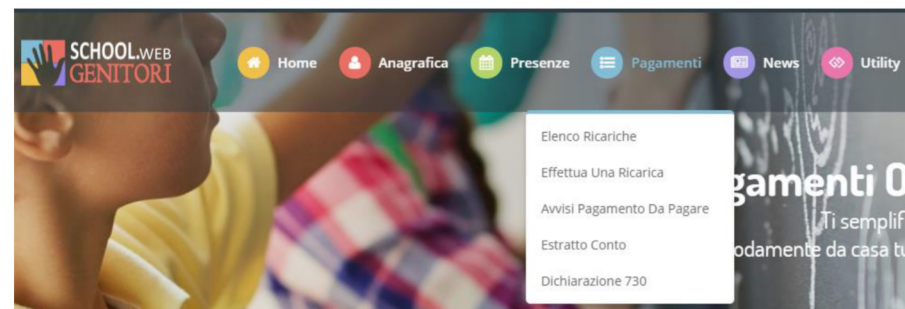 SCHOOL.WEB
GENITORI
Home Anagrafica Presenze Pagamenti News Utility
Elenco Ricariche
Effettua Una Ricarica
Avvisi Pagamento Da Pagare
Estratto Conto
Dichiarazione 730
gamenti O
Ti semplif
odamente da casa tu